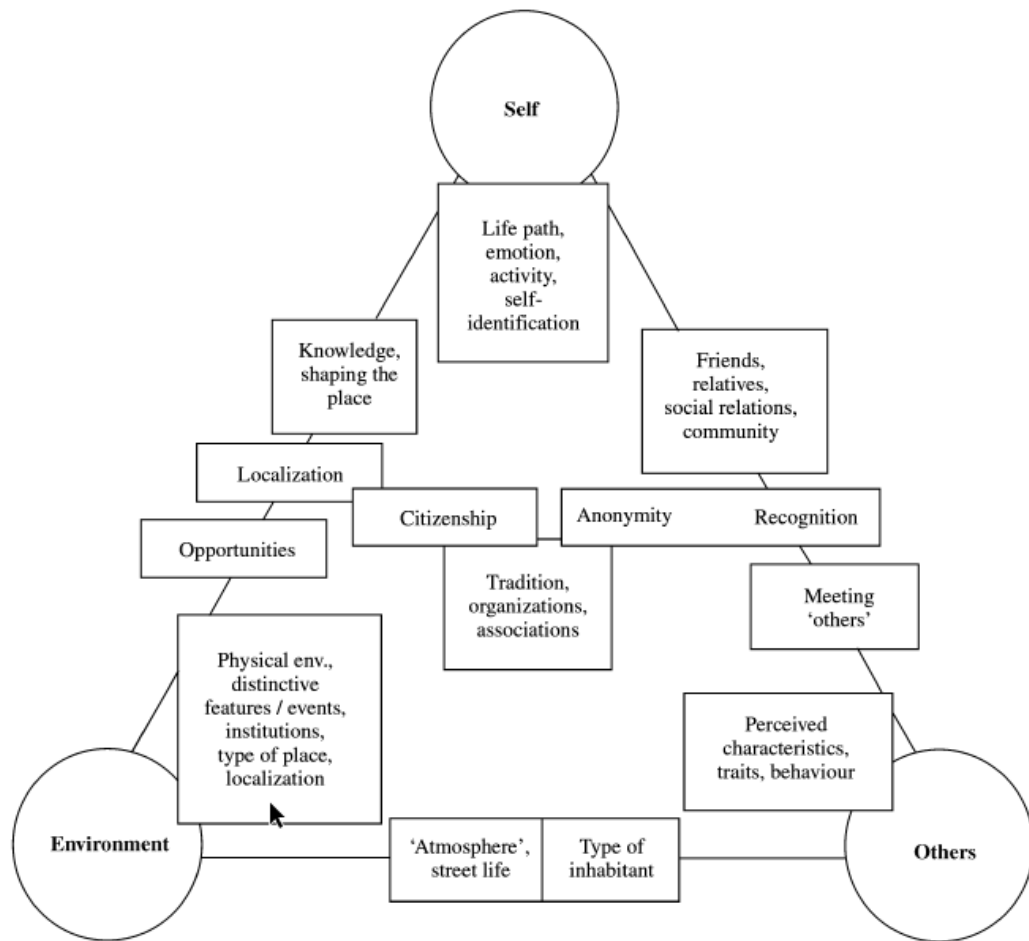 Self
Life path,
emotion,
activity,
self-
identification
Knowledge,
shaping the
place
Friends,
relatives,
social relations,
community
Localization
Citizenship
Anonymity
Recognition
Opportunities
Tradition,
organizations,
associations
Meeting
‘others’
Physical env.,
distinctive
features / events,
institutions,
type of place,
localization
Perceived
characteristics,
traits, behaviour
Environment
‘Atmosphere’,
street life
Type of
inhabitant
Others